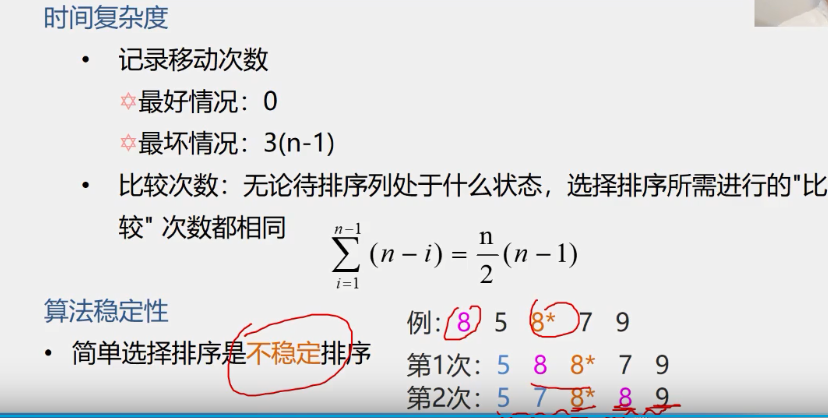 时间复杂度
• 记录移动次数
✡最好情况：0
✡最坏情况：3(n-1)
• 比较次数：无论待排序列处于什么状态，选择排序所需进行的"比
较" 次数都相同
n−1
∑ (n − i) = n/2 (n − 1)
i=1
算法稳定性
• 简单选择排序是不稳定排序
例：8 5 8* 7 9
第1次：5 8 8* 7 9
第2次：5 7 8* 8 9